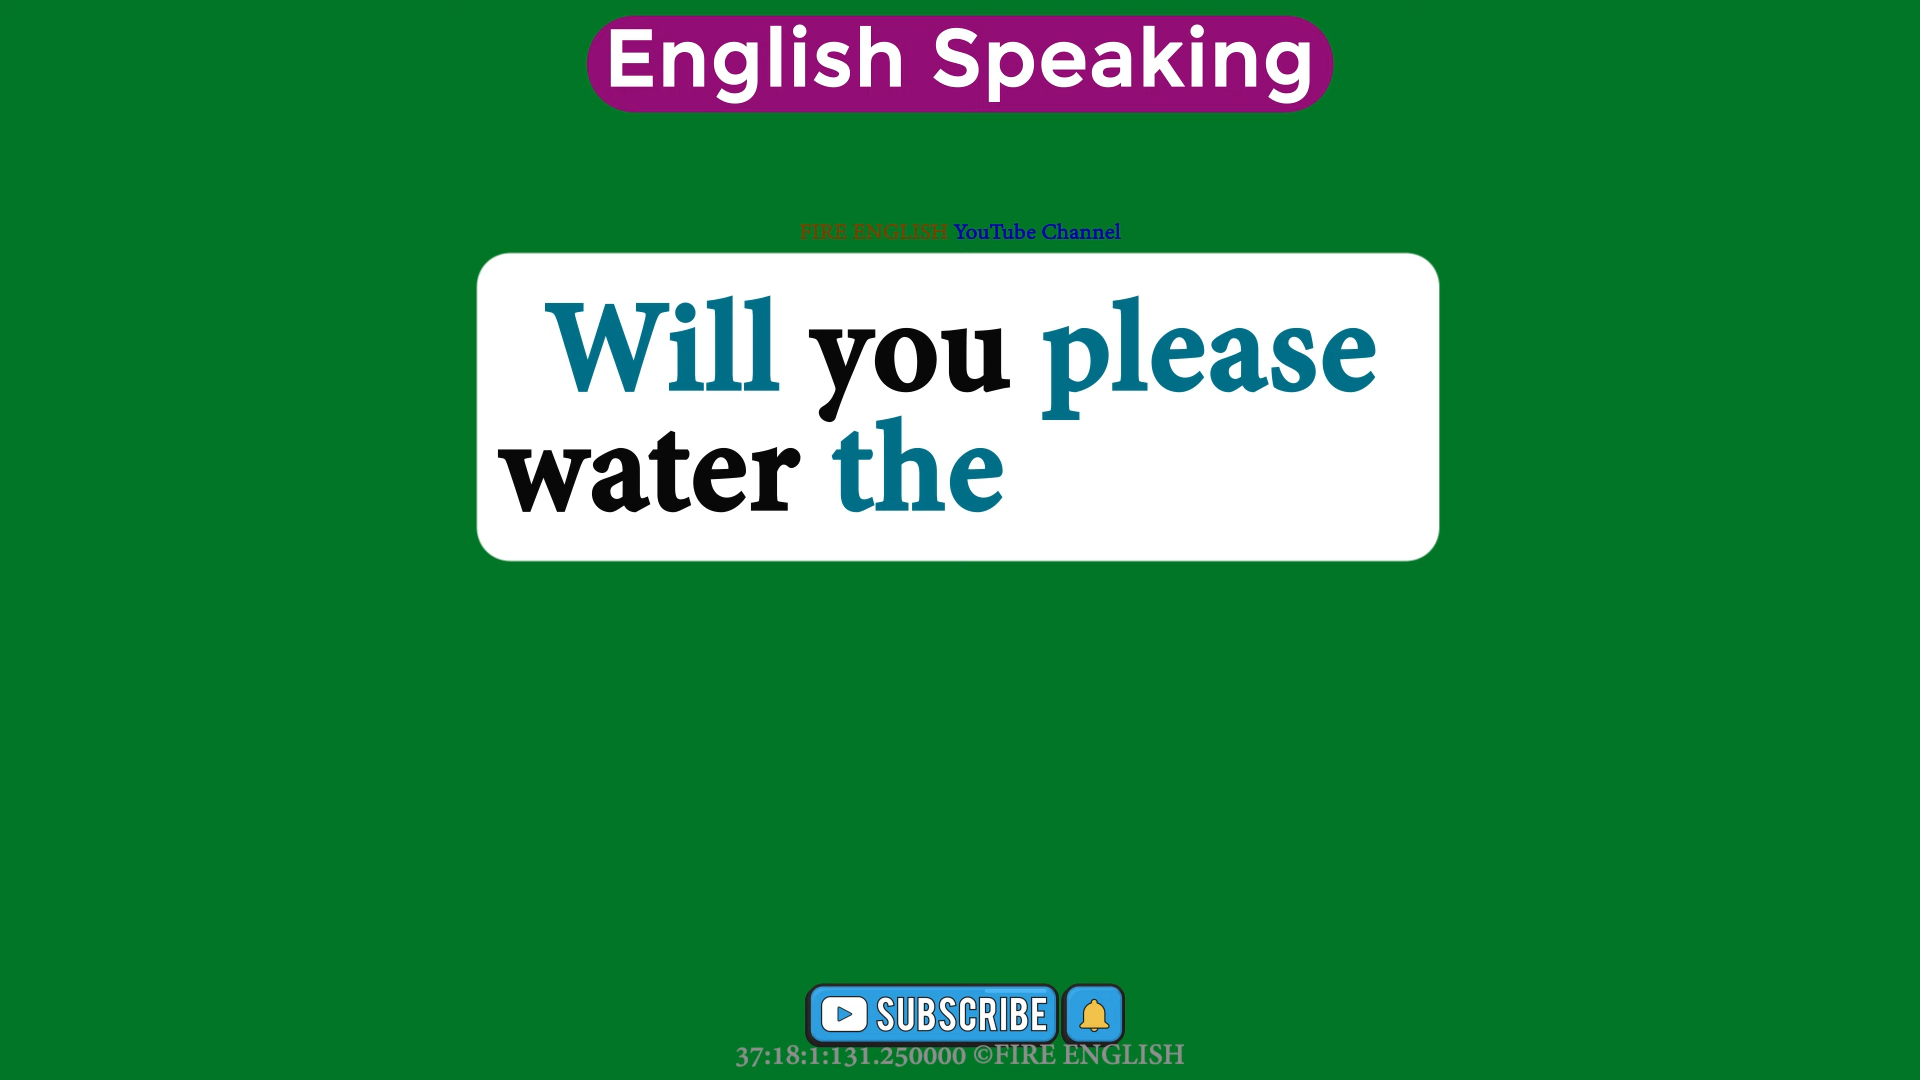 English Speaking
FIRE ENGLISH YouTube Channel
Will you please
water the
SUBSCRIBE
37:18:1:131.250000 ©FIRE ENGLISH